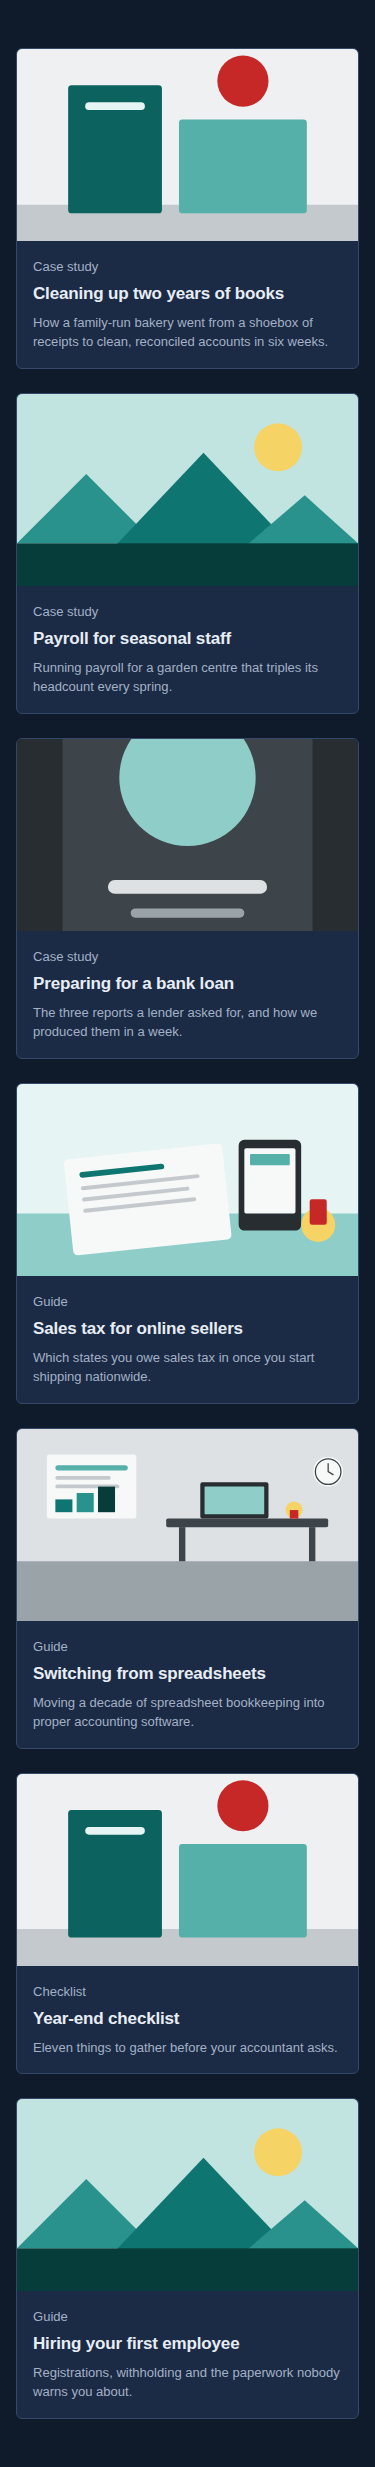 Case study
Cleaning up two years of books
How a family-run bakery went from a shoebox of
receipts to clean, reconciled accounts in six weeks.
Case study
Payroll for seasonal staff
Running payroll for a garden centre that triples its
headcount every spring.
Case study
Preparing for a bank loan
The three reports a lender asked for, and how we
produced them in a week.
Guide
Sales tax for online sellers
Which states you owe sales tax in once you start
shipping nationwide.
Guide
Switching from spreadsheets
Moving a decade of spreadsheet bookkeeping into
proper accounting software.
Checklist
Year-end checklist
Eleven things to gather before your accountant asks.
Guide
Hiring your first employee
Registrations, withholding and the paperwork nobody
warns you about.